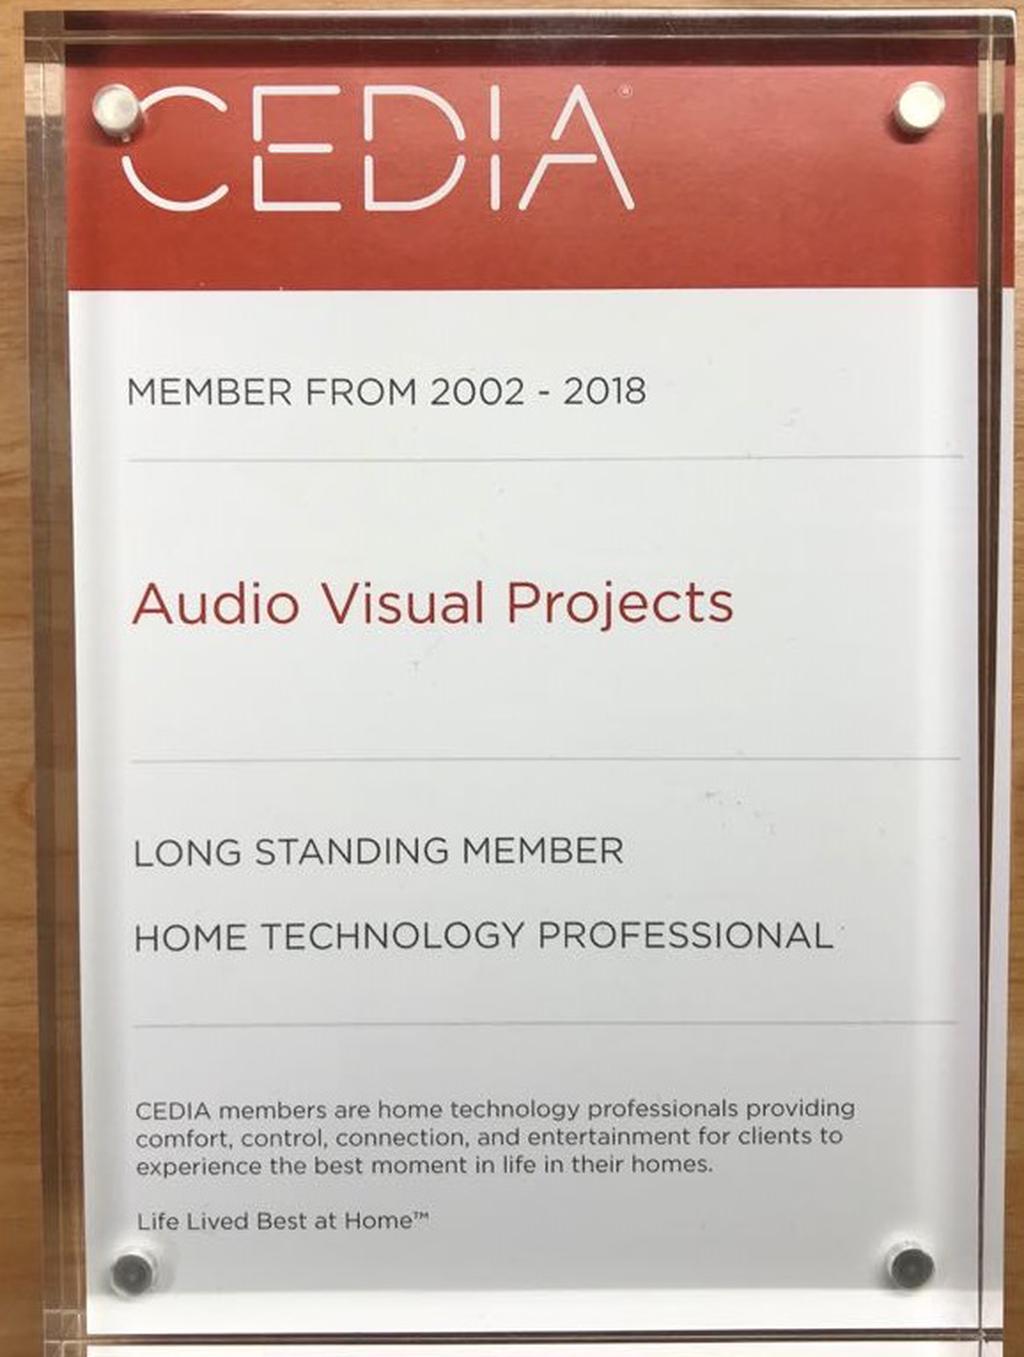 CEDIA®
MEMBER FROM 2002 - 2018
Audio Visual Projects
LONG STANDING MEMBER
HOME TECHNOLOGY PROFESSIONAL
CEDIA members are home technology professionals providing
comfort, control, connection, and entertainment for clients to
experience the best moment in life in their homes.
Life Lived Best at Home™